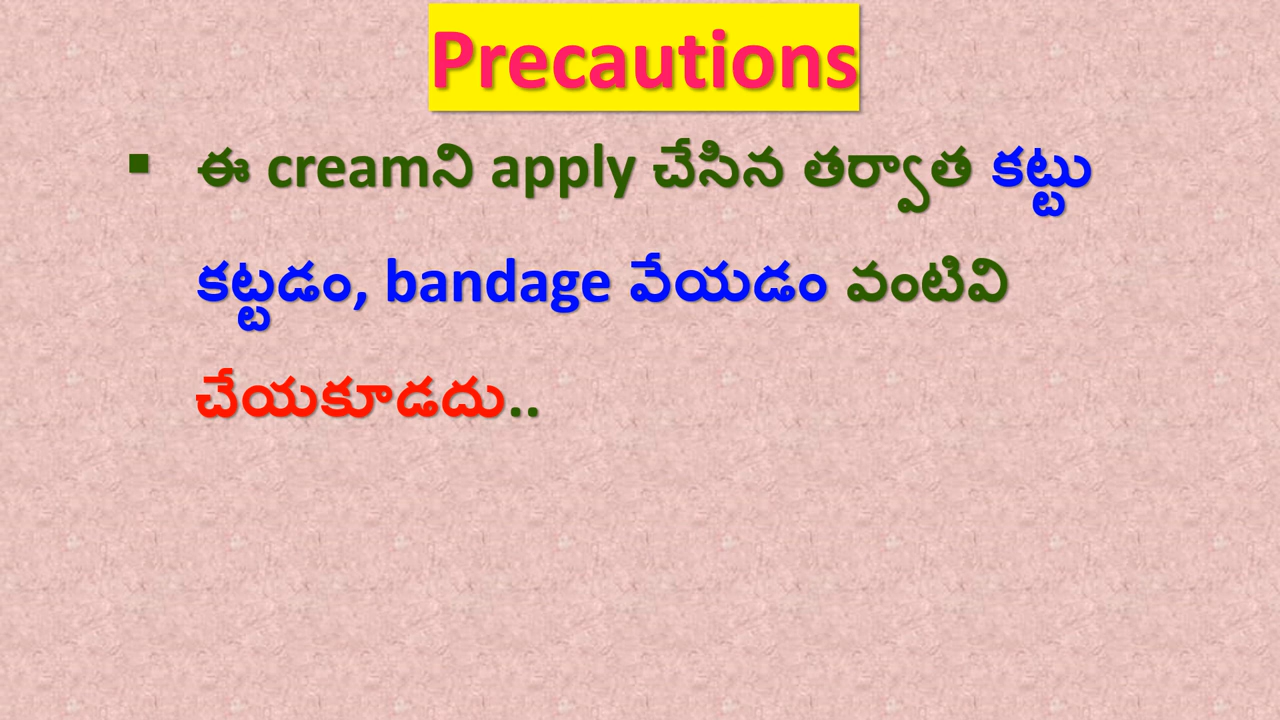 Precautions
▪ ఈ creamని apply చేసిన తర్వాత కట్టు
కట్టడం, bandage వేయడం వంటివి
చేయకూడదు..